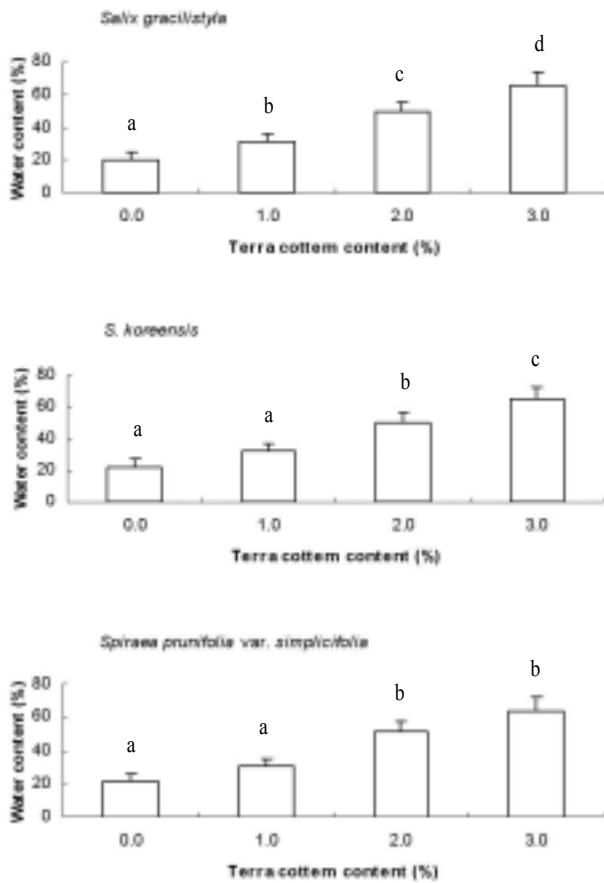 Salix gracilistyla
d
c
b
a
80
60
40
20
0
Water content (%)
0.0 1.0 2.0 3.0
Terra cottem content (%)
S. koreensis
c
b
a a
80
60
40
20
0
Water content (%)
0.0 1.0 2.0 3.0
Terra cottem content (%)
Spiraea prunifolia var. simplicifolia
b
b
a
a
80
60
40
20
0
Water content (%)
0.0 1.0 2.0 3.0
Terra cottem content (%)